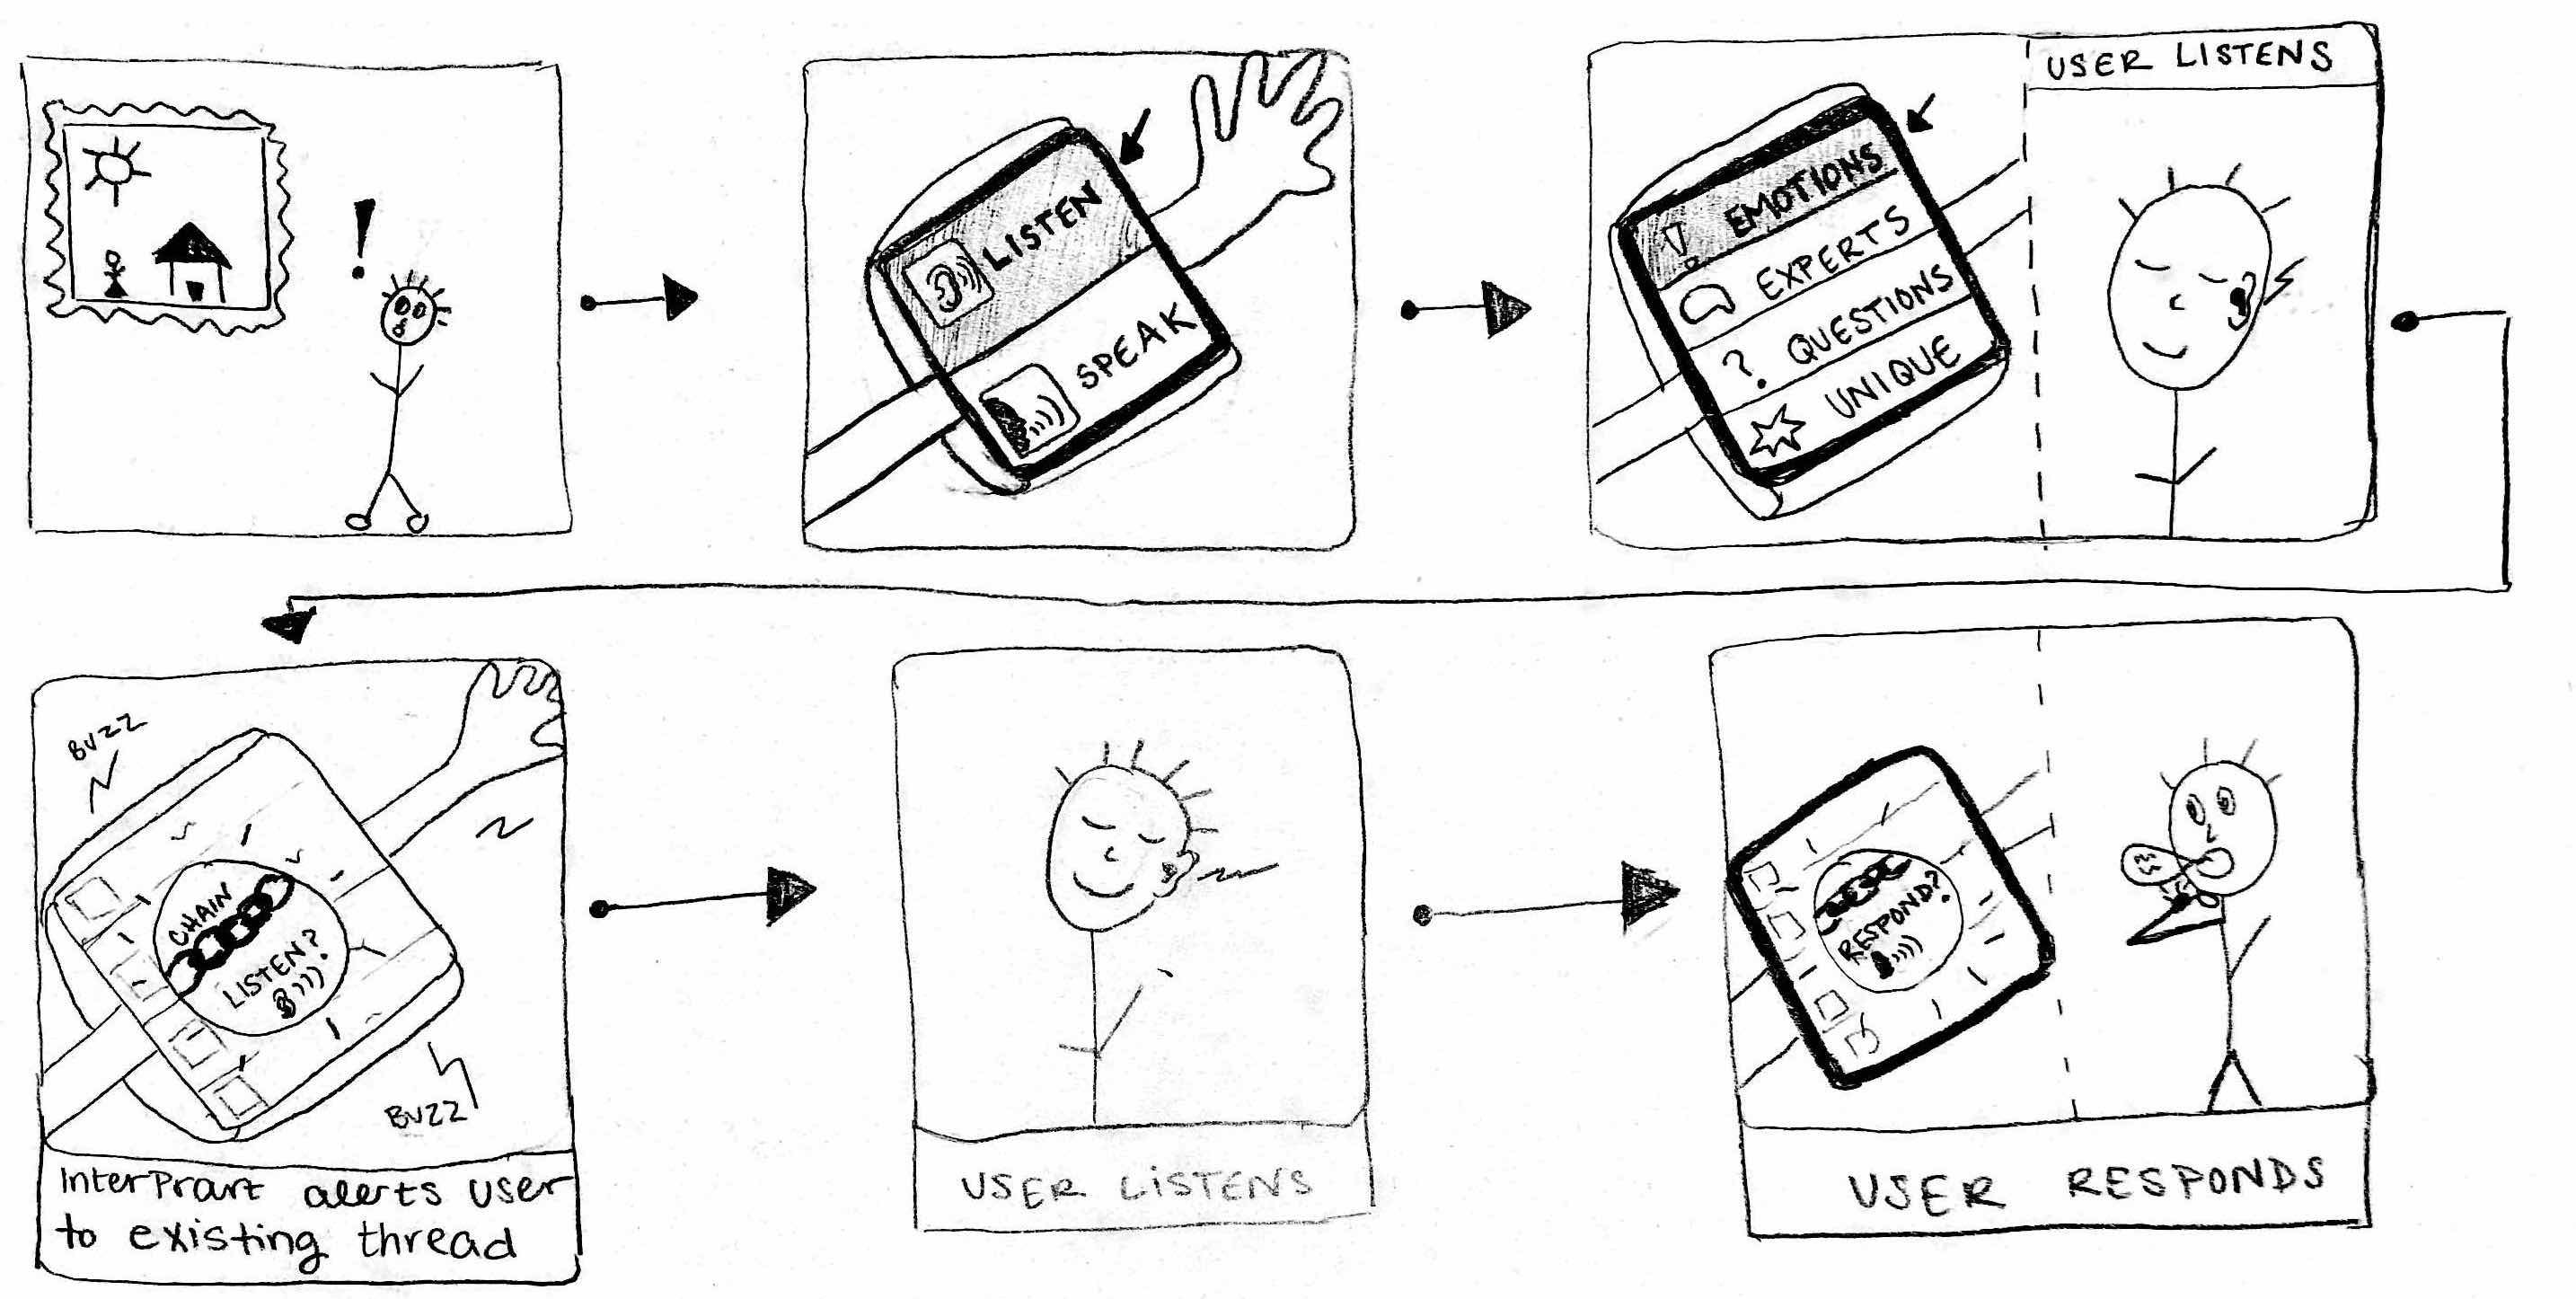 !
LISTEN
SPEAK
! EMOTIONS
EXPERTS
? QUESTIONS
UNIQUE
USER LISTENS
BUZZ
CHAIN
LISTEN?
BUZZ
InterPrart alerts user
to existing thread
USER LISTENS
RESPOND?
USER RESPONDS